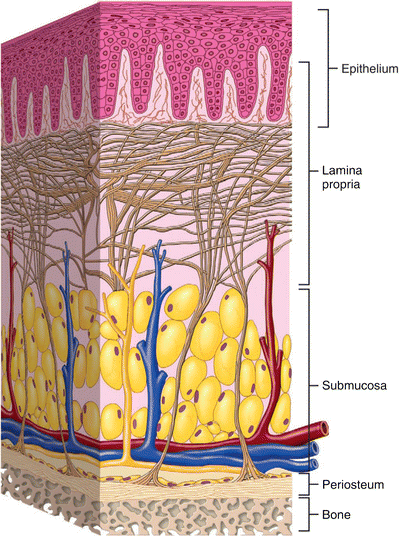 Epithelium
Lamina
propria
Submucosa
Periosteum
Bone